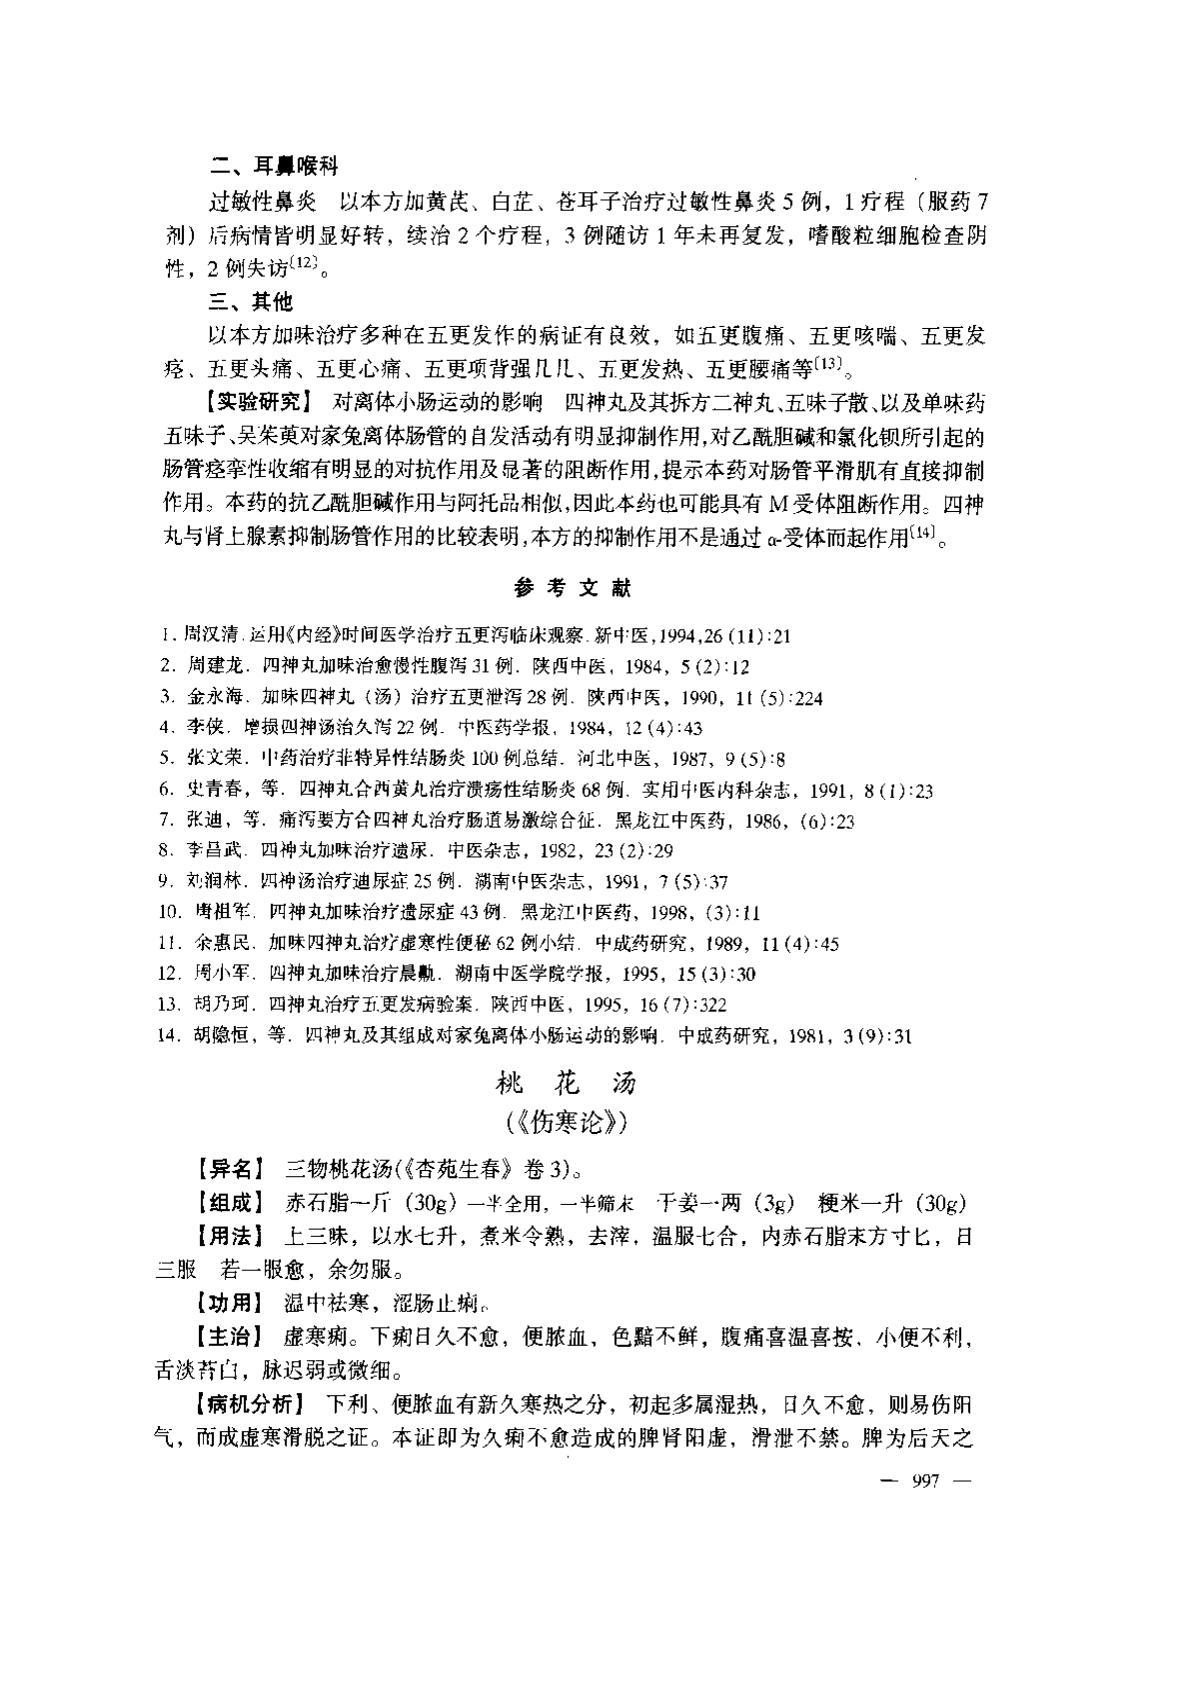 二、耳鼻喉科
过敏性鼻炎　以本方加黄芪、白芷、苍耳子治疗过敏性鼻炎 5 例，1 疗程（服药 7
剂）后病情皆明显好转，续治 2 个疗程，3 例随访 1 年未再复发，嗜酸粒细胞检查阴
性，2 例失访〔12〕。
三、其他
以本方加味治疗多种在五更发作的病证有良效，如五更腹痛、五更咳喘、五更发
痉、五更头痛、五更心痛、五更项背强几几、五更发热、五更腰痛等〔13〕。
【实验研究】　对离体小肠运动的影响　四神丸及其拆方二神丸、五味子散、以及单味药
五味子、吴茱萸对家兔离体肠管的自发活动有明显抑制作用，对乙酰胆碱和氯化钡所引起的
肠管痉挛性收缩有明显的对抗作用及显著的阻断作用，提示本药对肠管平滑肌有直接抑制
作用。本药的抗乙酰胆碱作用与阿托品相似，因此本药也可能具有 M 受体阻断作用。四神
丸与肾上腺素抑制肠管作用的比较表明，本方的抑制作用不是通过 α-受体而起作用〔14〕。
参 考 文 献
1. 周汉清. 运用《内经》时间医学治疗五更泻临床观察. 新中医，1994，26 (11)：21
2. 周建龙. 四神丸加味治愈慢性腹泻 31 例. 陕西中医，1984，5 (2)：12
3. 金永海. 加味四神丸（汤）治疗五更泄泻 28 例. 陕西中医，1990，11 (5)：224
4. 李侠. 增损四神汤治久泻 22 例. 中医药学报，1984，12 (4)：43
5. 张文荣. 中药治疗非特异性结肠炎 100 例总结. 河北中医，1987，9 (5)：8
6. 史青春，等. 四神丸合西黄丸治疗溃疡性结肠炎 68 例. 实用中医内科杂志，1991，8 (1)：23
7. 张迪，等. 痛泻要方合四神丸治疗肠道易激综合征. 黑龙江中医药，1986，(6)：23
8. 李昌武. 四神丸加味治疗遗尿. 中医杂志，1982，23 (2)：29
9. 刘润林. 四神汤治疗迪尿症 25 例. 湖南中医杂志，1991，7 (5)：37
10. 唐祖军. 四神丸加味治疗遗尿症 43 例. 黑龙江中医药，1998，(3)：11
11. 余惠民. 加味四神丸治疗虚寒性便秘 62 例小结. 中成药研究，1989，11 (4)：45
12. 周小军. 四神丸加味治疗晨鼽. 湖南中医学院学报，1995，15 (3)：30
13. 胡乃珂. 四神丸治疗五更发病验案. 陕西中医，1995，16 (7)：322
14. 胡隐恒，等. 四神丸及其组成对家兔离体小肠运动的影响. 中成药研究，1981，3 (9)：31
桃 花 汤
(《伤寒论》)
【异名】　三物桃花汤(《杏苑生春》卷 3)。
【组成】　赤石脂一斤（30g）一半全用，一半筛末　干姜一两（3g）　粳米一升（30g）
【用法】　上三味，以水七升，煮米令熟，去滓，温服七合，内赤石脂末方寸匕，日
三服　若一服愈，余勿服。
【功用】　温中祛寒，涩肠止痢。
【主治】　虚寒痢。下痢日久不愈，便脓血，色黯不鲜，腹痛喜温喜按，小便不利，
舌淡苔白，脉迟弱或微细。
【病机分析】　下利、便脓血有新久寒热之分，初起多属湿热，日久不愈，则易伤阳
气，而成虚寒滑脱之证。本证即为久痢不愈造成的脾肾阳虚，滑泄不禁。脾为后天之
— 997 —